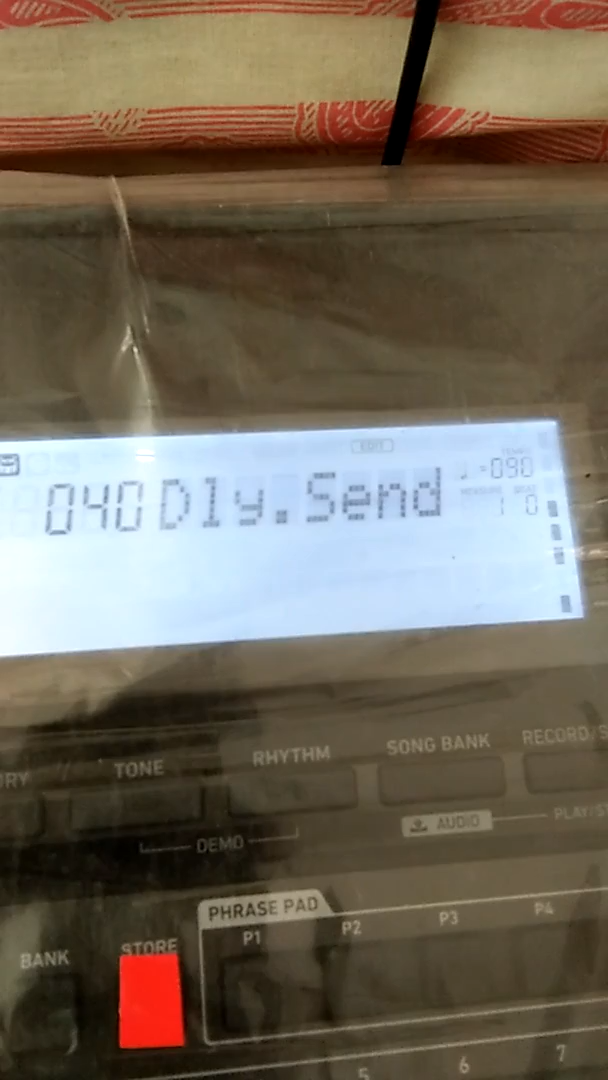 EDIT
TEMPO
♩ =090
040 Dly.Send
MEASURE BEAT
1 0
TONE
RHYTHM
SONG BANK
DEMO
AUDIO
PHRASE PAD
BANK
STORE
P1
P2
P3
P4
5
6
7